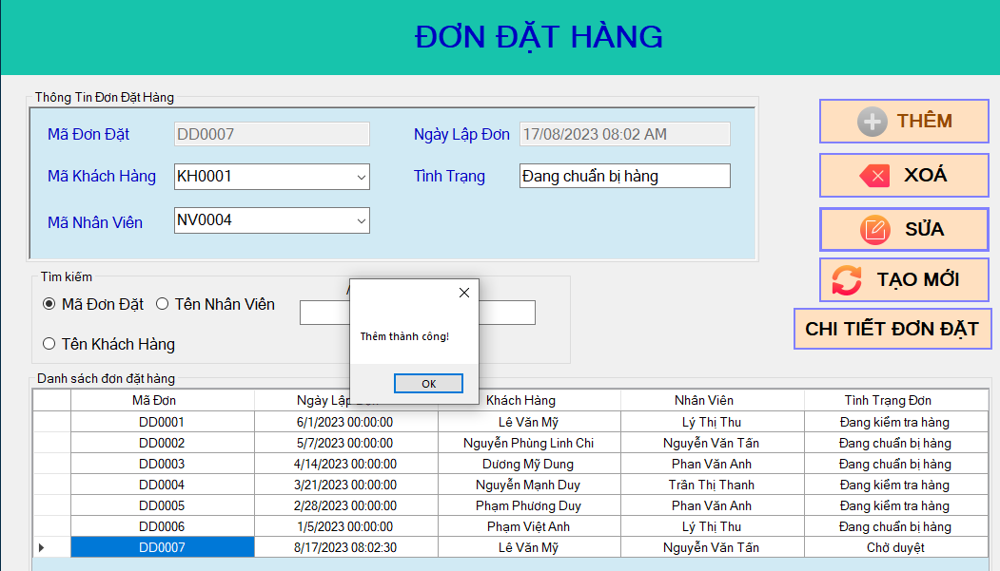 ĐƠN ĐẶT HÀNG
Thông Tin Đơn Đặt Hàng
Mã Đơn Đặt DD0007 Ngày Lập Đơn 17/08/2023 08:02 AM
Mã Khách Hàng KH0001 Tình Trạng Đang chuẩn bị hàng
Mã Nhân Viên NV0004
THÊM
XOÁ
SỬA
TẠO MỚI
CHI TIẾT ĐƠN ĐẶT
Tìm kiếm
Mã Đơn Đặt Tên Nhân Viên
Tên Khách Hàng
Thêm thành công!
OK
Danh sách đơn đặt hàng
Mã Đơn Ngày Lập Khách Hàng Nhân Viên Tình Trạng Đơn
DD0001 6/1/2023 00:00:00 Lê Văn Mỹ Lý Thị Thu Đang kiểm tra hàng
DD0002 5/7/2023 00:00:00 Nguyễn Phùng Linh Chi Nguyễn Văn Tấn Đang chuẩn bị hàng
DD0003 4/14/2023 00:00:00 Dương Mỹ Dung Phan Văn Anh Đang chuẩn bị hàng
DD0004 3/21/2023 00:00:00 Nguyễn Mạnh Duy Trần Thị Thanh Đang kiểm tra hàng
DD0005 2/28/2023 00:00:00 Phạm Phương Duy Phan Văn Anh Đang kiểm tra hàng
DD0006 1/5/2023 00:00:00 Phạm Việt Anh Lý Thị Thu Đang chuẩn bị hàng
DD0007 8/17/2023 08:02:30 Lê Văn Mỹ Nguyễn Văn Tấn Chờ duyệt